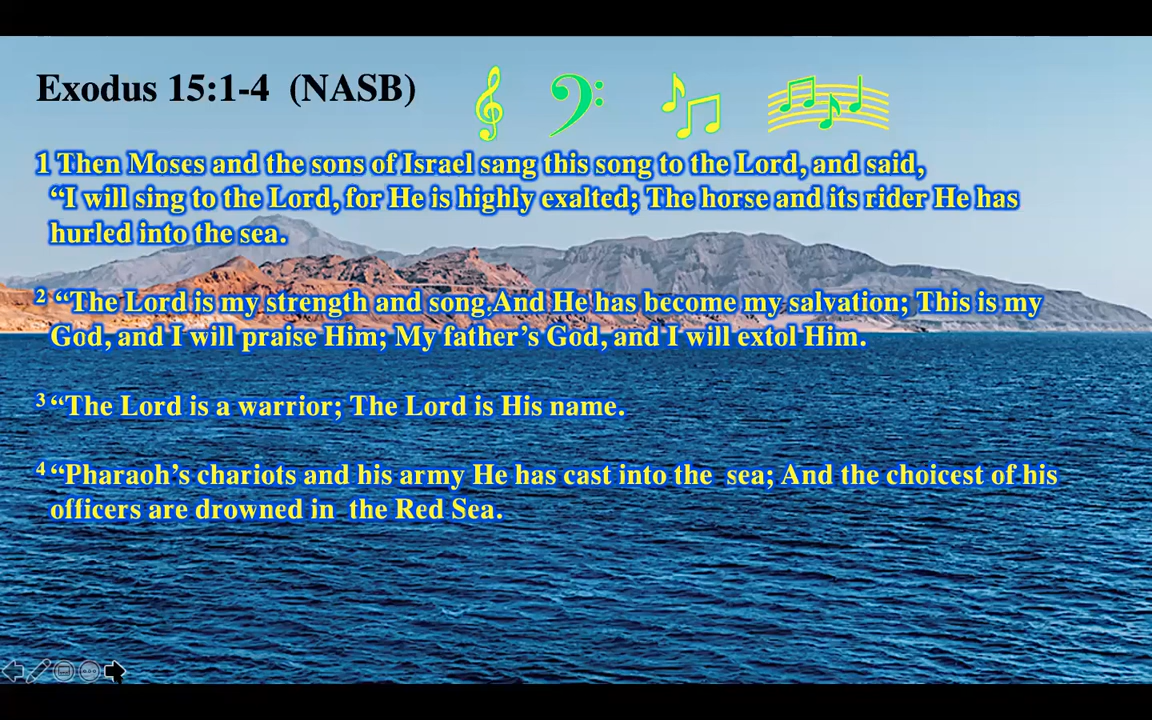 Exodus 15:1-4 (NASB)
1 Then Moses and the sons of Israel sang this song to the Lord, and said,
“I will sing to the Lord, for He is highly exalted; The horse and its rider He has
hurled into the sea.
2 “The Lord is my strength and song,And He has become my salvation; This is my
God, and I will praise Him; My father’s God, and I will extol Him.
3 “The Lord is a warrior; The Lord is His name.
4 “Pharaoh’s chariots and his army He has cast into the sea; And the choicest of his
officers are drowned in the Red Sea.